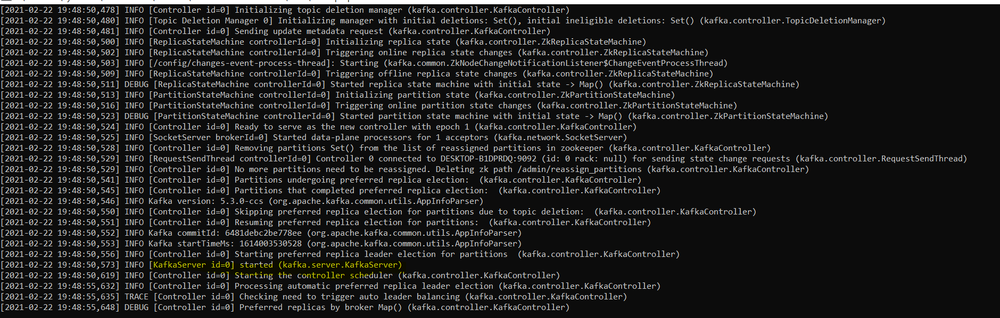 [2021-02-22 19:48:50,478] INFO [Controller id=0] Initializing topic deletion manager (kafka.controller.KafkaController)
[2021-02-22 19:48:50,480] INFO [Topic Deletion Manager 0] Initializing manager with initial deletions: Set(), initial ineligible deletions: Set() (kafka.controller.TopicDeletionManager)
[2021-02-22 19:48:50,481] INFO [Controller id=0] Sending update metadata request (kafka.controller.KafkaController)
[2021-02-22 19:48:50,500] INFO [ReplicaStateMachine controllerId=0] Initializing replica state (kafka.controller.ZkReplicaStateMachine)
[2021-02-22 19:48:50,502] INFO [ReplicaStateMachine controllerId=0] Triggering online replica state changes (kafka.controller.ZkReplicaStateMachine)
[2021-02-22 19:48:50,503] INFO [/config/changes-event-process-thread]: Starting (kafka.common.ZkNodeChangeNotificationListener$ChangeEventProcessThread)
[2021-02-22 19:48:50,509] INFO [ReplicaStateMachine controllerId=0] Triggering offline replica state changes (kafka.controller.ZkReplicaStateMachine)
[2021-02-22 19:48:50,511] DEBUG [ReplicaStateMachine controllerId=0] Started replica state machine with initial state -> Map() (kafka.controller.ZkReplicaStateMachine)
[2021-02-22 19:48:50,513] INFO [PartitionStateMachine controllerId=0] Initializing partition state (kafka.controller.ZkPartitionStateMachine)
[2021-02-22 19:48:50,516] INFO [PartitionStateMachine controllerId=0] Triggering online partition state changes (kafka.controller.ZkPartitionStateMachine)
[2021-02-22 19:48:50,523] DEBUG [PartitionStateMachine controllerId=0] Started partition state machine with initial state -> Map() (kafka.controller.ZkPartitionStateMachine)
[2021-02-22 19:48:50,524] INFO [Controller id=0] Ready to serve as the new controller with epoch 1 (kafka.controller.KafkaController)
[2021-02-22 19:48:50,525] INFO [SocketServer brokerId=0] Started data-plane processors for 1 acceptors (kafka.network.SocketServer)
[2021-02-22 19:48:50,528] INFO [Controller id=0] Removing partitions Set() from the list of reassigned partitions in zookeeper (kafka.controller.KafkaController)
[2021-02-22 19:48:50,529] INFO [RequestSendThread controllerId=0] Controller 0 connected to DESKTOP-B1DPRDQ:9092 (id: 0 rack: null) for sending state change requests (kafka.controller.RequestSendThread)
[2021-02-22 19:48:50,529] INFO [Controller id=0] No more partitions need to be reassigned. Deleting zk path /admin/reassign_partitions (kafka.controller.KafkaController)
[2021-02-22 19:48:50,541] INFO [Controller id=0] Partitions undergoing preferred replica election:  (kafka.controller.KafkaController)
[2021-02-22 19:48:50,545] INFO [Controller id=0] Partitions that completed preferred replica election:  (kafka.controller.KafkaController)
[2021-02-22 19:48:50,546] INFO Kafka version: 5.3.0-ccs (org.apache.kafka.common.utils.AppInfoParser)
[2021-02-22 19:48:50,550] INFO [Controller id=0] Skipping preferred replica election for partitions due to topic deletion:  (kafka.controller.KafkaController)
[2021-02-22 19:48:50,551] INFO [Controller id=0] Resuming preferred replica election for partitions:  (kafka.controller.KafkaController)
[2021-02-22 19:48:50,552] INFO Kafka commitId: 6481debc2be778ee (org.apache.kafka.common.utils.AppInfoParser)
[2021-02-22 19:48:50,553] INFO Kafka startTimeMs: 1614003530528 (org.apache.kafka.common.utils.AppInfoParser)
[2021-02-22 19:48:50,556] INFO [Controller id=0] Starting preferred replica leader election for partitions  (kafka.controller.KafkaController)
[2021-02-22 19:48:50,573] INFO [KafkaServer id=0] started (kafka.server.KafkaServer)
[2021-02-22 19:48:50,619] INFO [Controller id=0] Starting the controller scheduler (kafka.controller.KafkaController)
[2021-02-22 19:48:55,632] INFO [Controller id=0] Processing automatic preferred replica leader election (kafka.controller.KafkaController)
[2021-02-22 19:48:55,635] TRACE [Controller id=0] Checking need to trigger auto leader balancing (kafka.controller.KafkaController)
[2021-02-22 19:48:55,648] DEBUG [Controller id=0] Preferred replicas by broker Map() (kafka.controller.KafkaController)